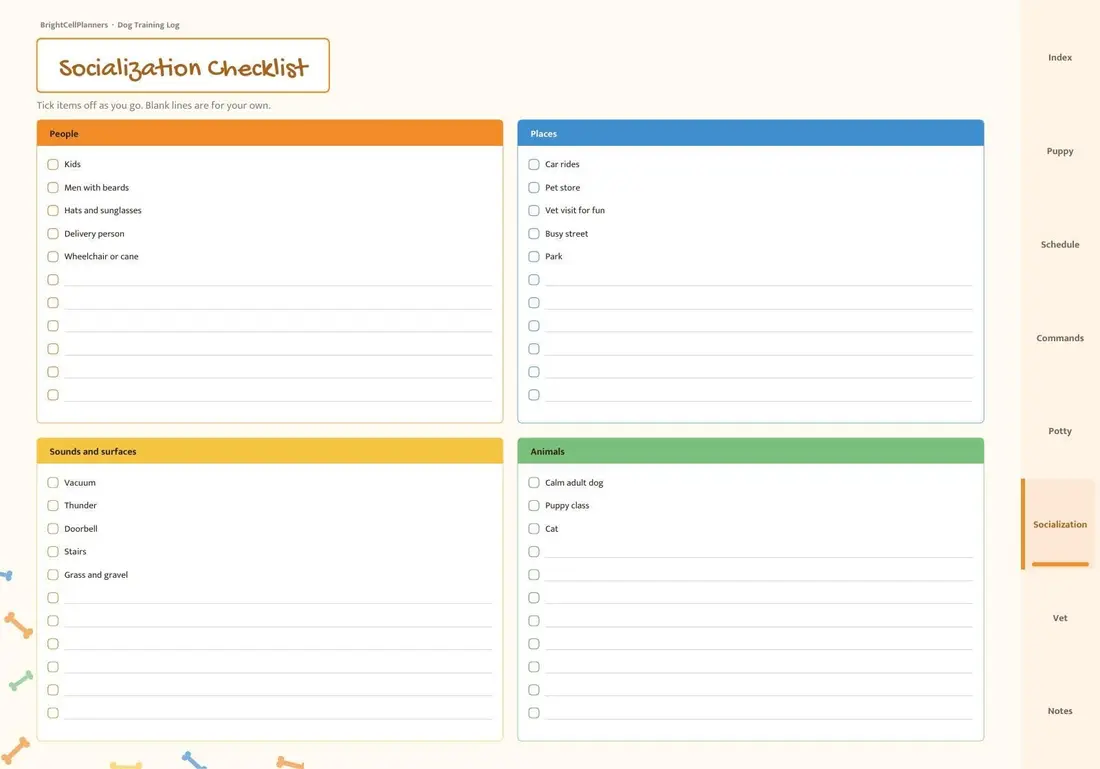 BrightCellPlanners · Dog Training Log
Socialization Checklist
Tick items off as you go. Blank lines are for your own.
People
Kids
Men with beards
Hats and sunglasses
Delivery person
Wheelchair or cane
Places
Car rides
Pet store
Vet visit for fun
Busy street
Park
Sounds and surfaces
Vacuum
Thunder
Doorbell
Stairs
Grass and gravel
Animals
Calm adult dog
Puppy class
Cat
Index
Puppy
Schedule
Commands
Potty
Socialization
Vet
Notes